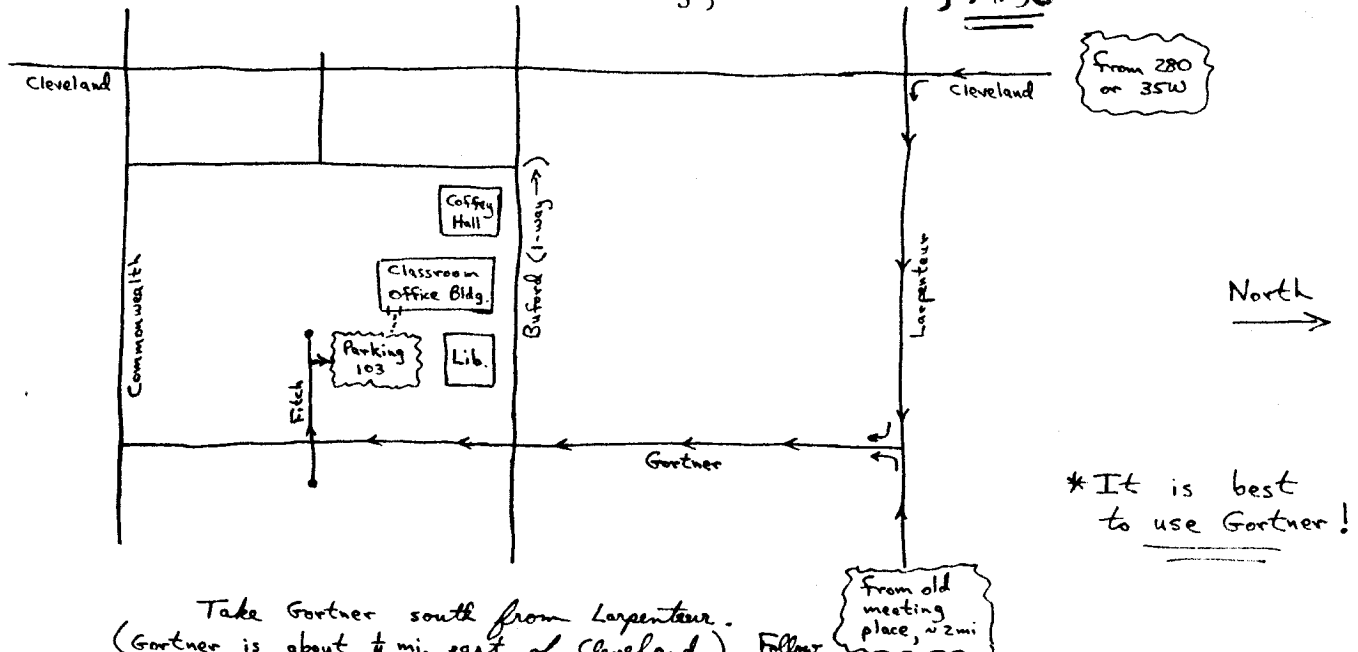 From 280
or 35W
Cleveland
Cleveland
Coffey
Hall
Buford (1-way→)
Classroom
Office Bldg.
Commonwealth
Larpenteur
North
Parking
103
Lib.
Fitch
Gortner
*It is best
to use Gortner!
From old
meeting
place, ~2mi
Take Gortner south from Larpenteur.
(Gortner is about ¼ mi. east of Cleveland) Follow